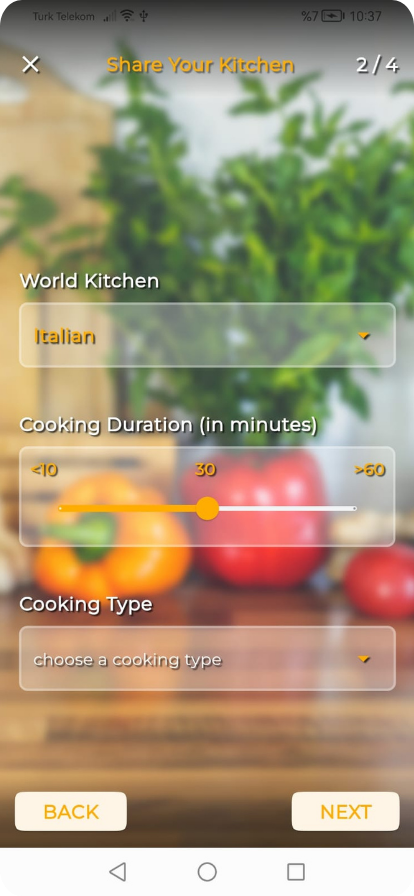 Turk Telekom %7 10:37
Share Your Kitchen 2 / 4
World Kitchen
Italian
Cooking Duration (in minutes)
<10 30 >60
Cooking Type
choose a cooking type
BACK NEXT